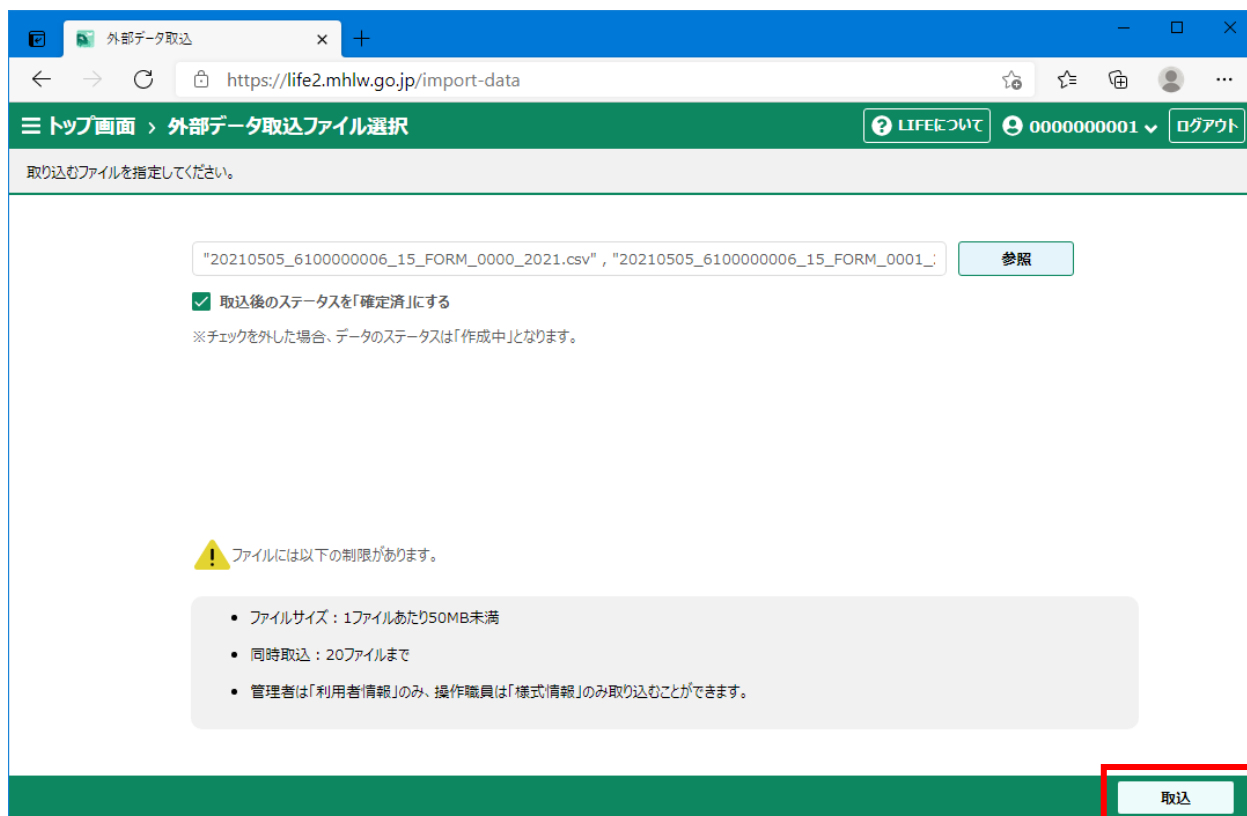 外部データ取込
https://life2.mhlw.go.jp/import-data
トップ画面 › 外部データ取込ファイル選択
LIFEについて
0000000001
ログアウト
取り込むファイルを指定してください。
"20210505_6100000006_15_FORM_0000_2021.csv" , "20210505_6100000006_15_FORM_0001_
参照
取込後のステータスを「確定済」にする
※チェックを外した場合、データのステータスは「作成中」となります。
ファイルには以下の制限があります。
• ファイルサイズ：1ファイルあたり50MB未満
• 同時取込：20ファイルまで
• 管理者は「利用者情報」のみ、操作職員は「様式情報」のみ取り込むことができます。
取込